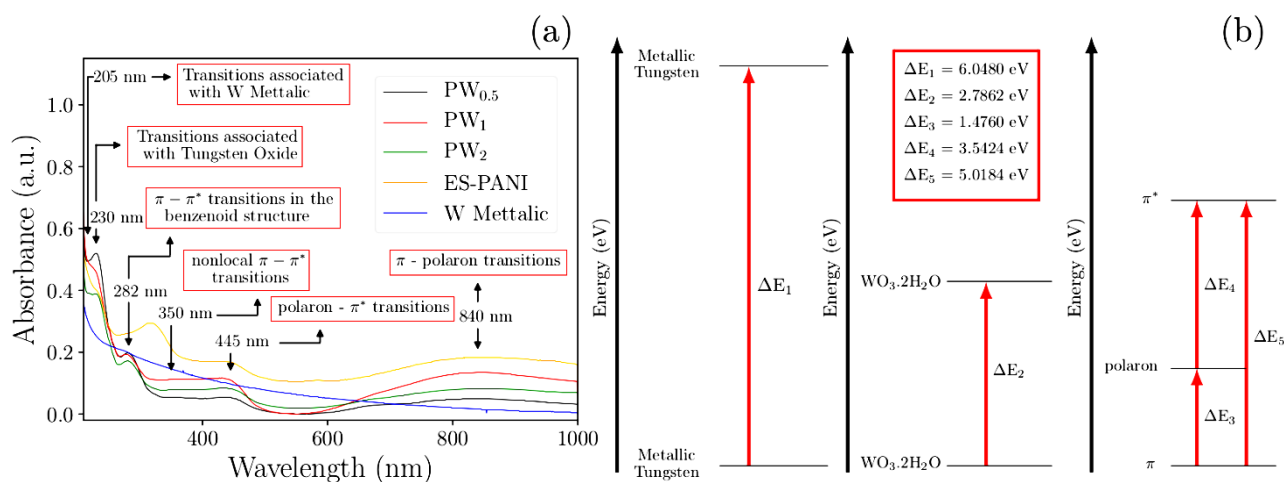 (a)
205 nm
Transitions associated
with W Mettalic
Transitions associated
with Tungsten Oxide
230 nm
π − π* transitions in the
benzenoid structure
282 nm
nonlocal π − π*
transitions
350 nm
polaron - π* transitions
445 nm
π - polaron transitions
840 nm
PW0.5
PW1
PW2
ES-PANI
W Mettalic
Absorbance (a.u.)
1.0
0.8
0.6
0.4
0.2
0.0
400
600
800
1000
Wavelength (nm)
(b)
Energy (eV)
Metallic
Tungsten
ΔE1
Metallic
Tungsten
Energy (eV)
ΔE1 = 6.0480 eV
ΔE2 = 2.7862 eV
ΔE3 = 1.4760 eV
ΔE4 = 3.5424 eV
ΔE5 = 5.0184 eV
WO3.2H2O
ΔE2
WO3.2H2O
Energy (eV)
π*
ΔE4
ΔE5
polaron
ΔE3
π